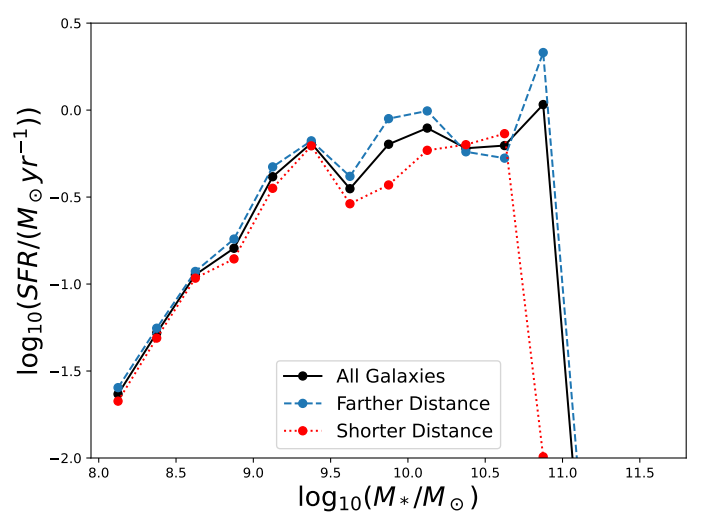 0.5
0.0
−0.5
−1.0
−1.5
−2.0
log₁₀(SFR/(M☉yr⁻¹))
All Galaxies
Farther Distance
Shorter Distance
8.0 8.5 9.0 9.5 10.0 10.5 11.0 11.5
log₁₀(M*/M☉)